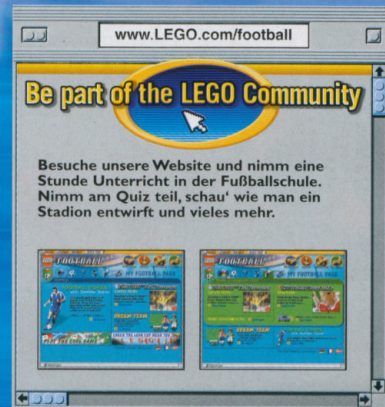 www.LEGO.com/football
Be part of the LEGO Community
Besuche unsere Website und nimm eine
Stunde Unterricht in der Fußballschule.
Nimm am Quiz teil, schau' wie man ein
Stadion entwirft und vieles mehr.
FOOTBALL
MY FOOTBALL PAGE
DREAM TEAM
FOOTBALL
MY FOOTBALL PAGE
DREAM TEAM